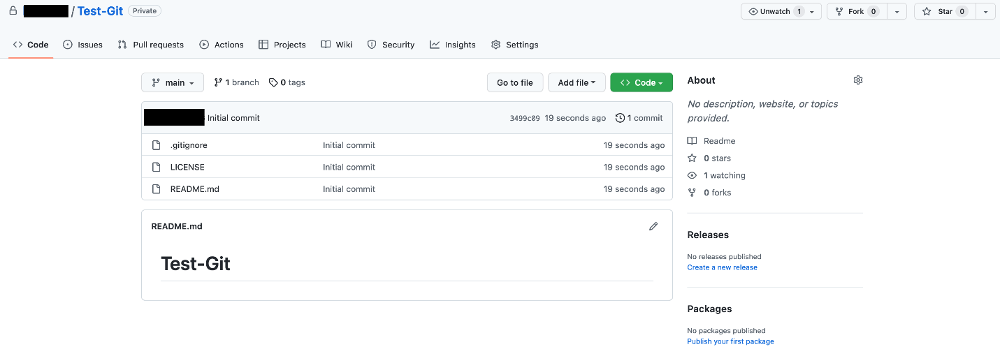 / Test-Git Private
Unwatch 1 Fork 0 Star 0
Code Issues Pull requests Actions Projects Wiki Security Insights Settings
main 1 branch 0 tags Go to file Add file Code
Initial commit 3499c09 19 seconds ago 1 commit
.gitignore Initial commit 19 seconds ago
LICENSE Initial commit 19 seconds ago
README.md Initial commit 19 seconds ago
README.md
Test-Git
About
No description, website, or topics
provided.
Readme
0 stars
1 watching
0 forks
Releases
No releases published
Create a new release
Packages
No packages published
Publish your first package